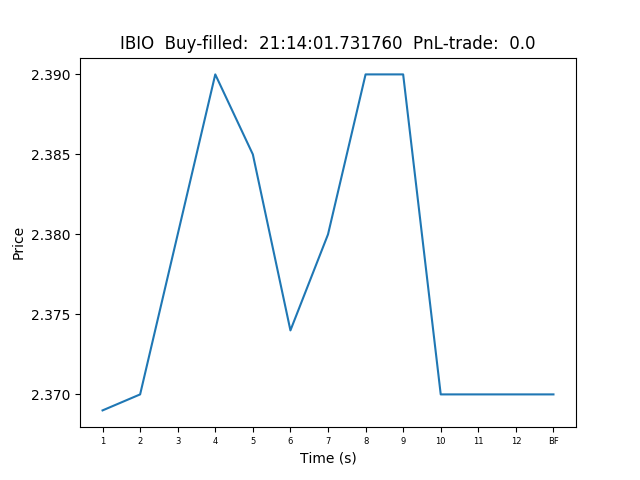 IBIO  Buy-filled:  21:14:01.731760  PnL-trade:  0.0
2.390
2.385
2.380
2.375
2.370
Price
1 2 3 4 5 6 7 8 9 10 11 12 BF
Time (s)